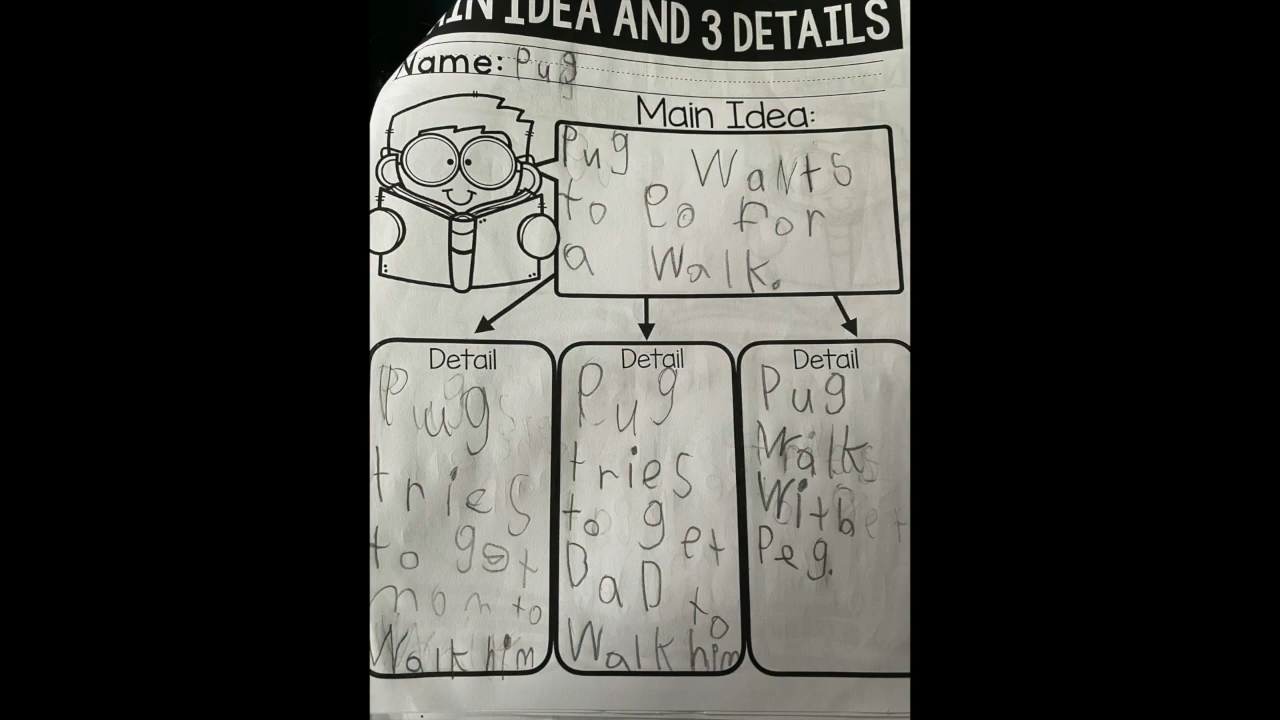 IN IDEA AND 3 DETAILS
Name: Pug
Main Idea:
Pug Wants
to Go for
a Walk.
Detail
Pug
tries
to get
mom to
Walk him
Detail
Pug
tries
to get
DaD to
Walk him
Detail
Pug
Walks
With
Peg.